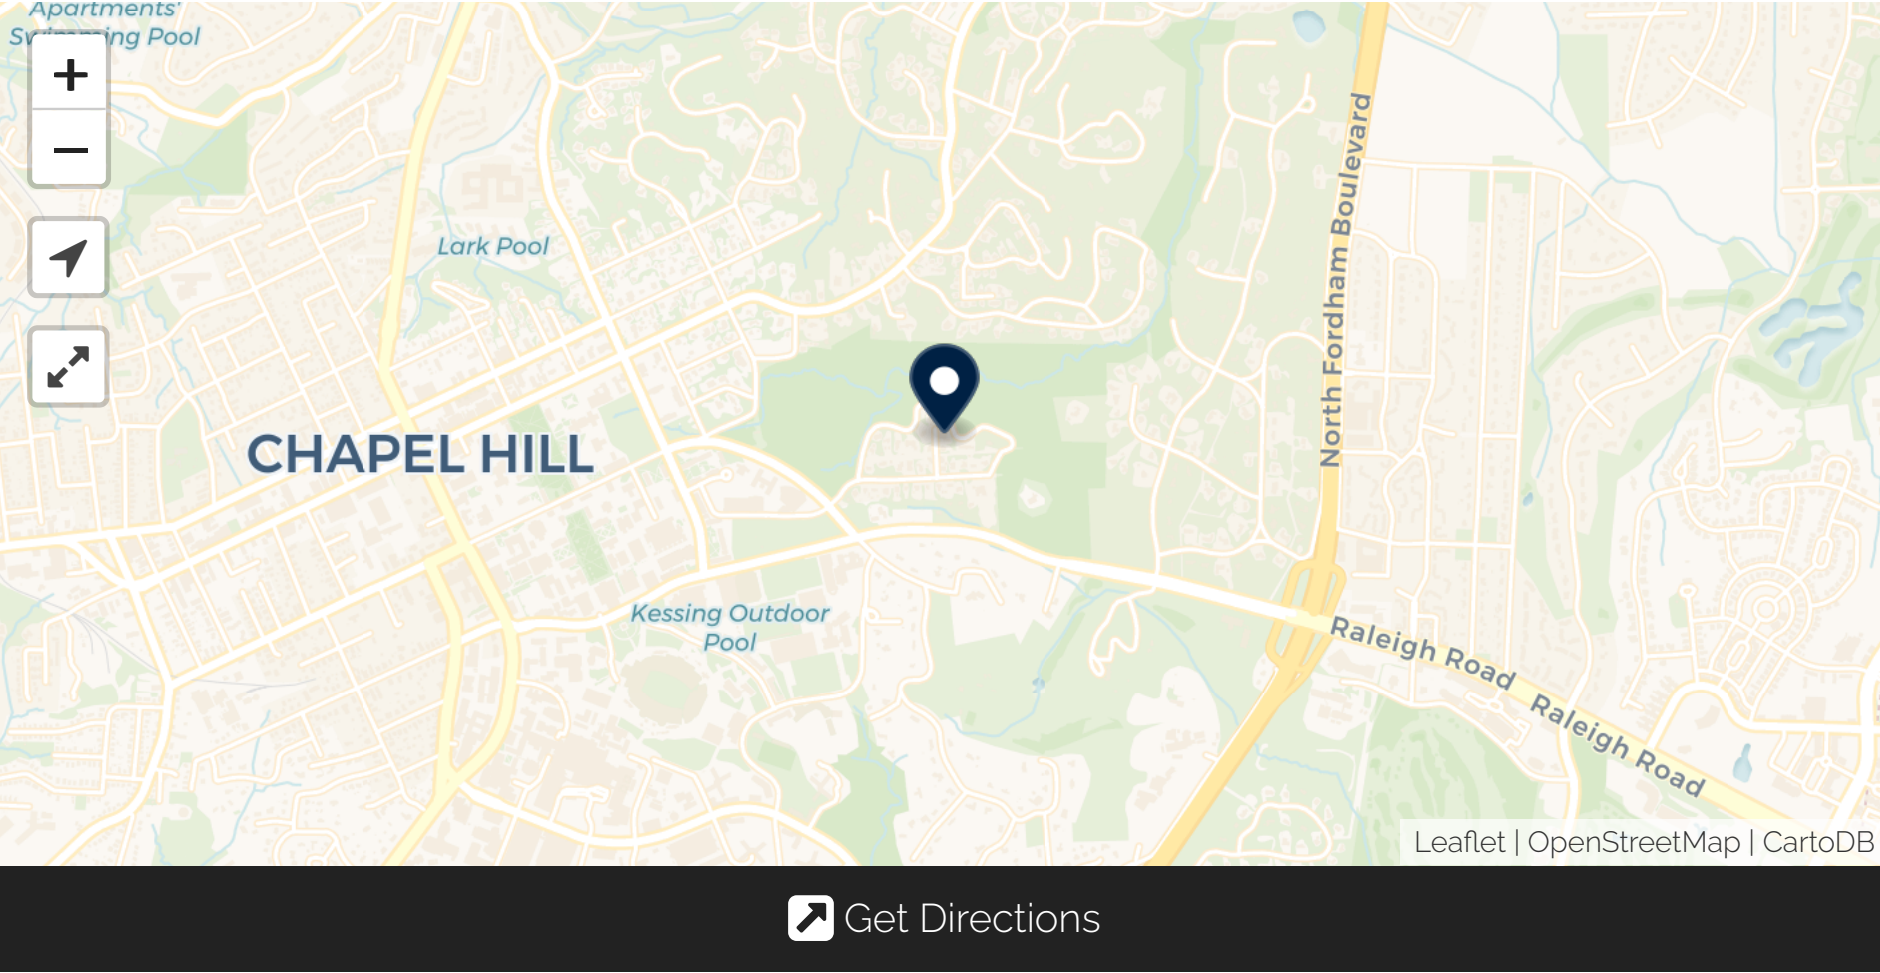 Apartments'
Swimming Pool
+
−
Lark Pool
North Fordham Boulevard
CHAPEL HILL
Kessing Outdoor
Pool
Raleigh Road
Raleigh Road
Leaflet | OpenStreetMap | CartoDB
Get Directions